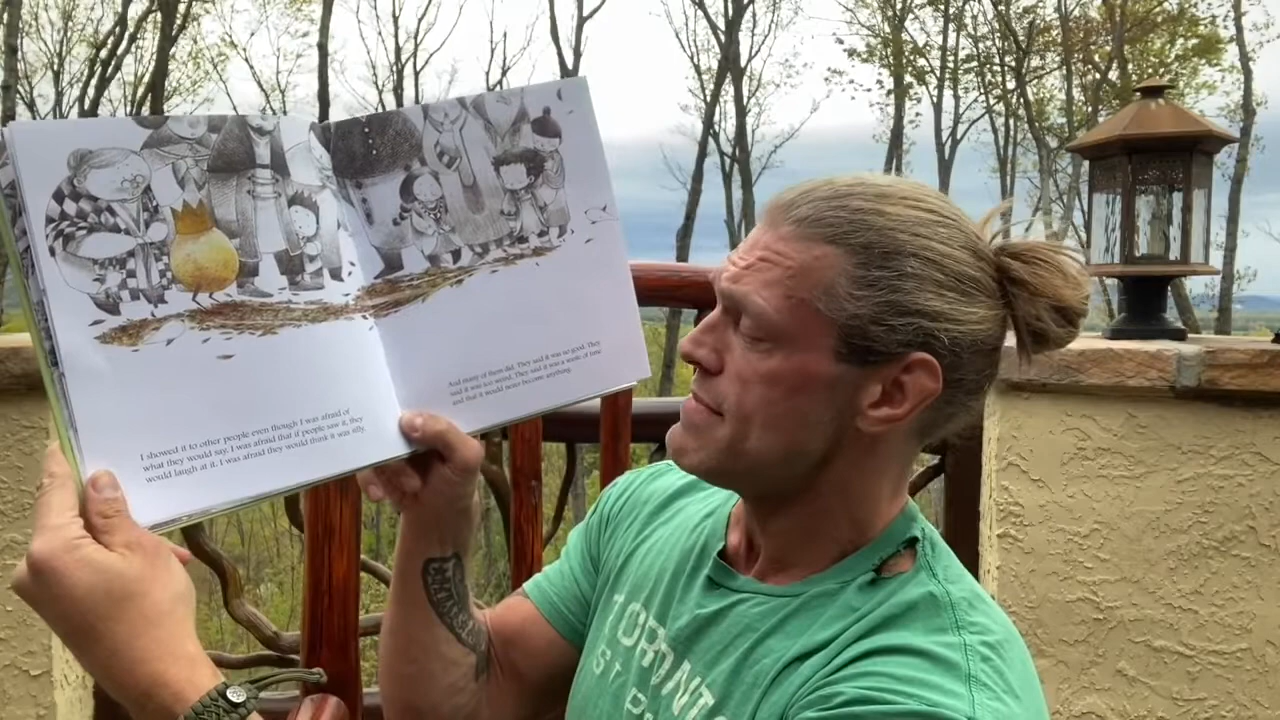 I showed it to other people even though I was afraid of
what they would say. I was afraid that if people saw it, they
would laugh at it. I was afraid they would think it was silly.
And many of them did. They said it was no good. They
said it was too weird. They said it was a waste of time
and that it would never become anything.
TORONTO
ST P